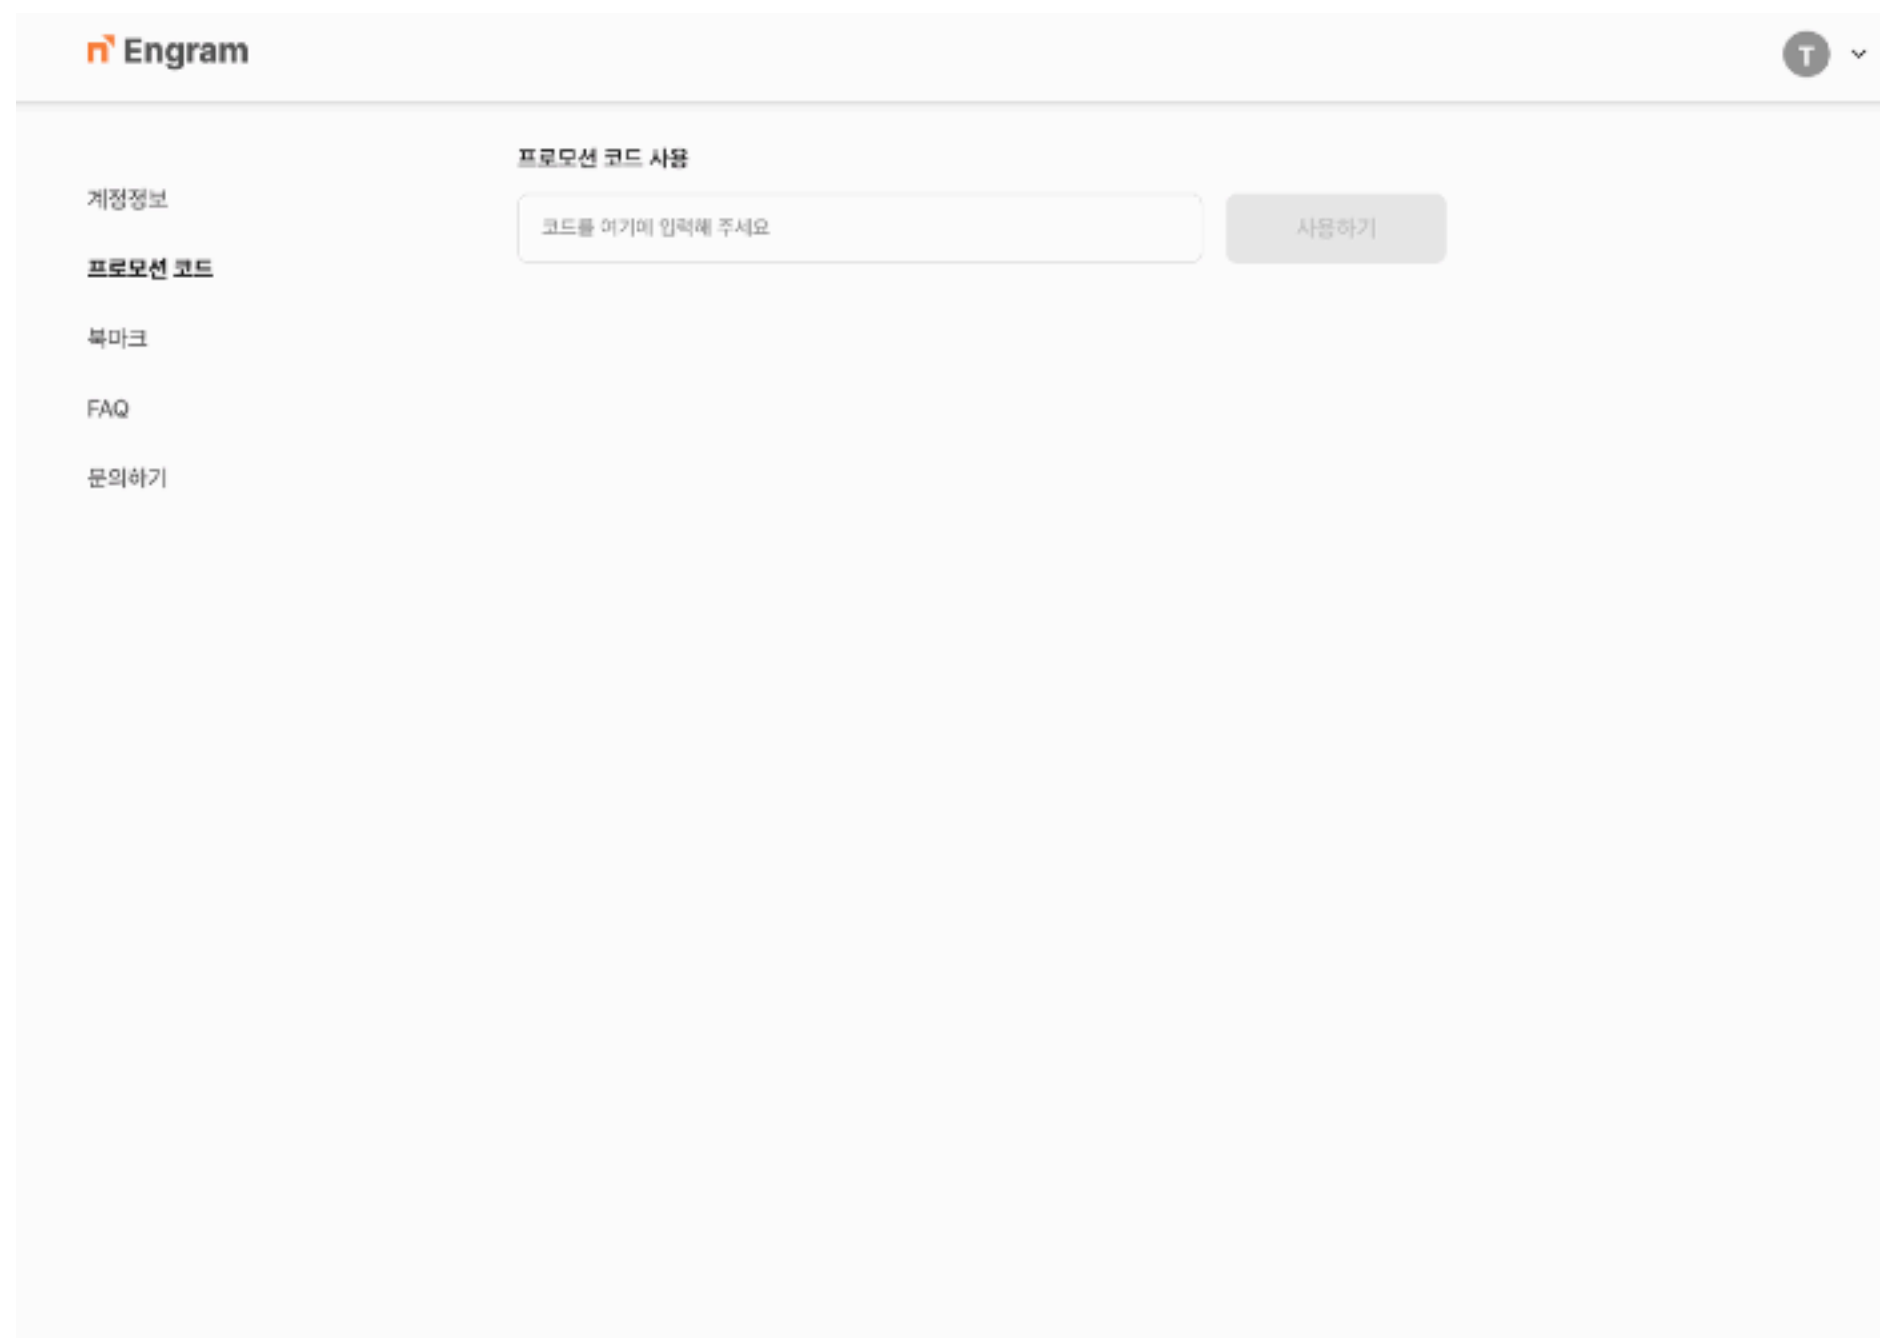 Engram
T
계정정보
프로모션 코드
북마크
FAQ
문의하기
프로모션 코드 사용
코드를 여기에 입력해 주세요
사용하기